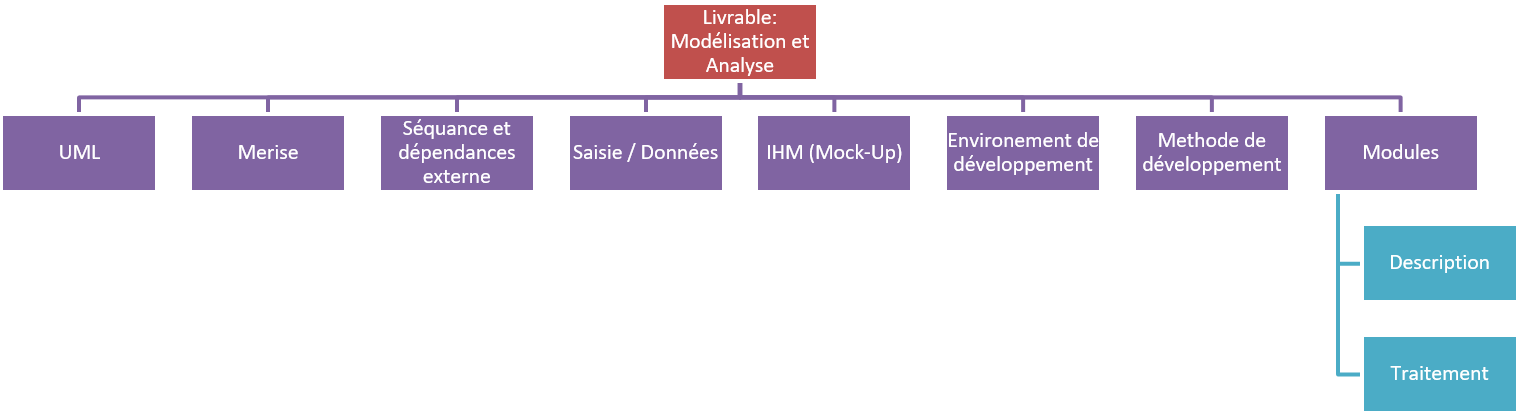 Livrable:
Modélisation et
Analyse
UML
Merise
Séquance et
dépendances
externe
Saisie / Données
IHM (Mock-Up)
Environement de
développement
Methode de
développement
Modules
Description
Traitement